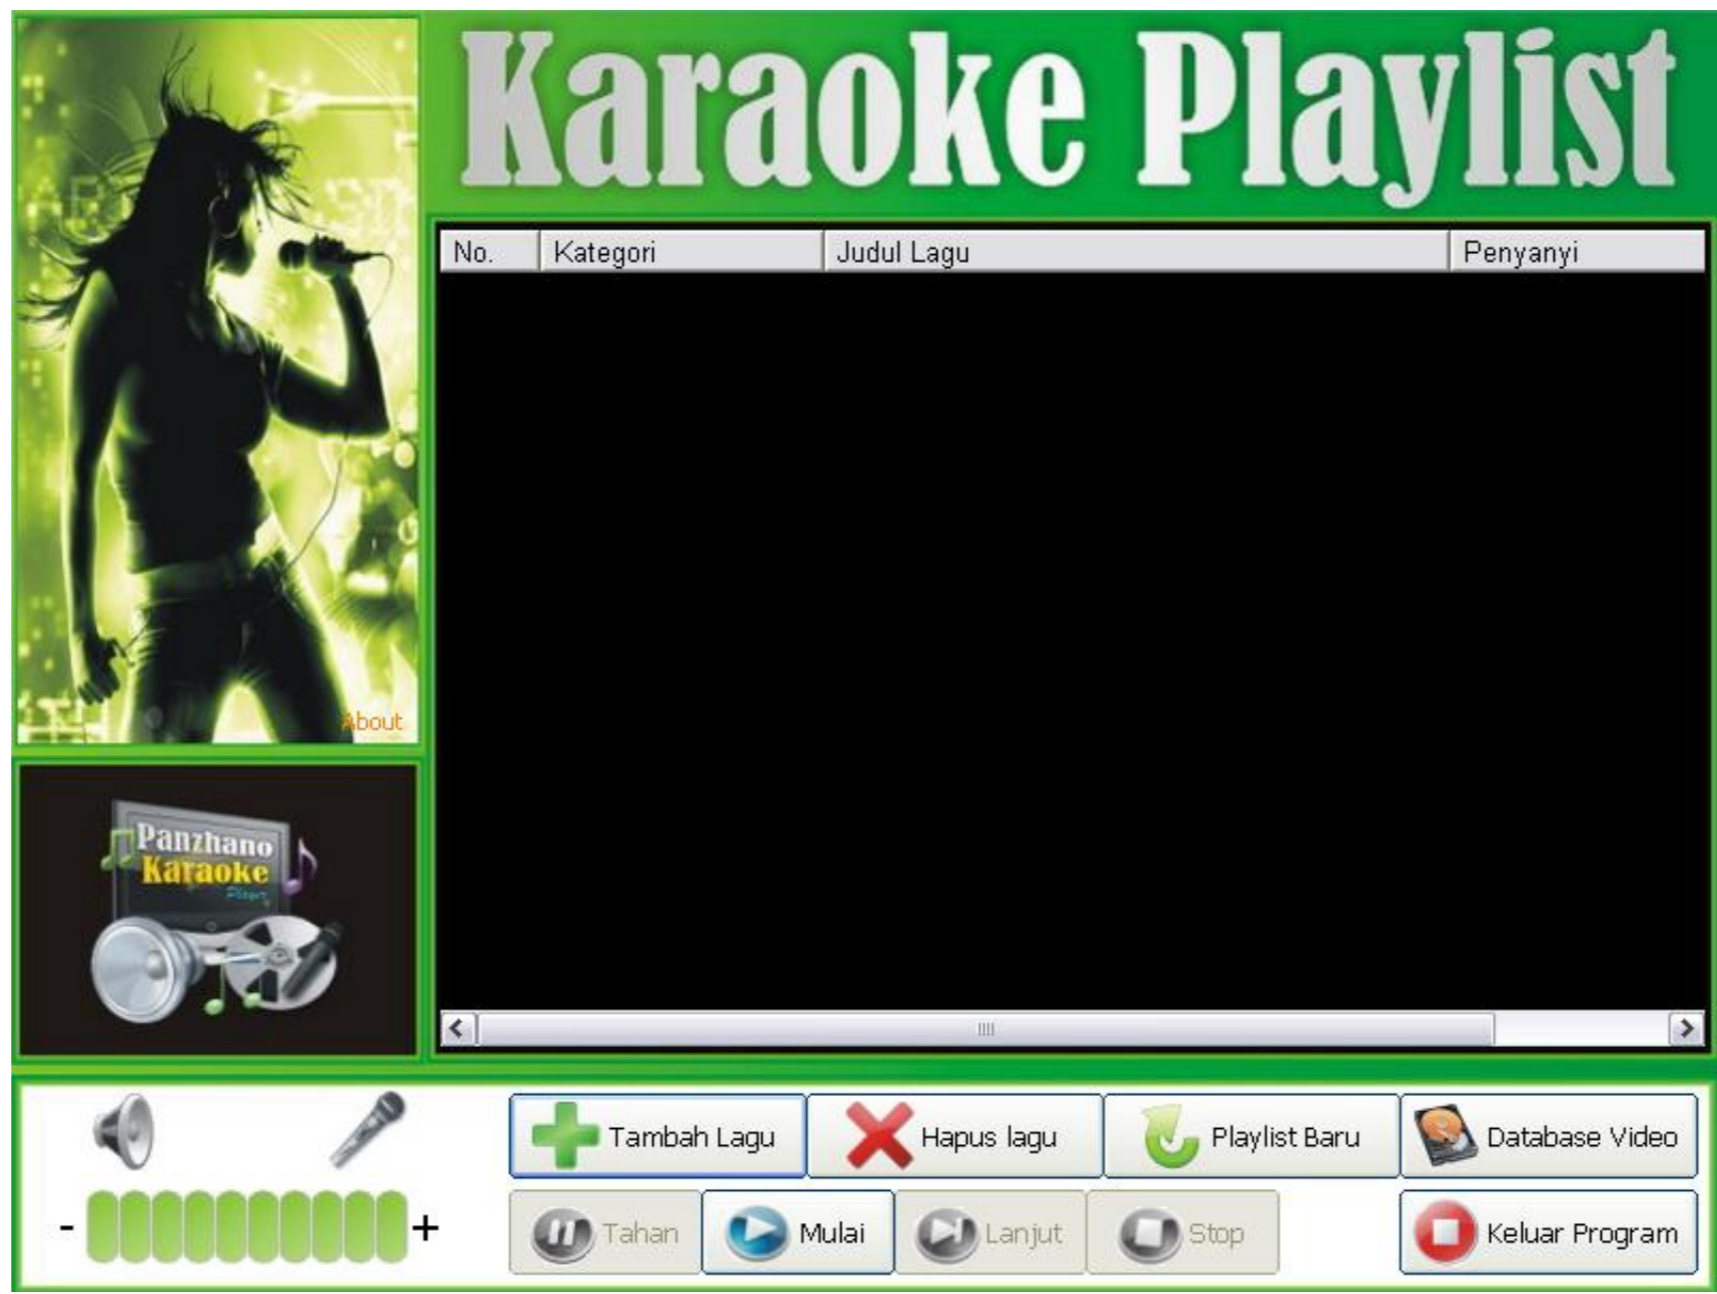 Karaoke Playlist
No. Kategori Judul Lagu Penyanyi
About
Panzhano
Karaoke
Player
- +
Tambah Lagu Hapus lagu Playlist Baru Database Video
Tahan Mulai Lanjut Stop Keluar Program